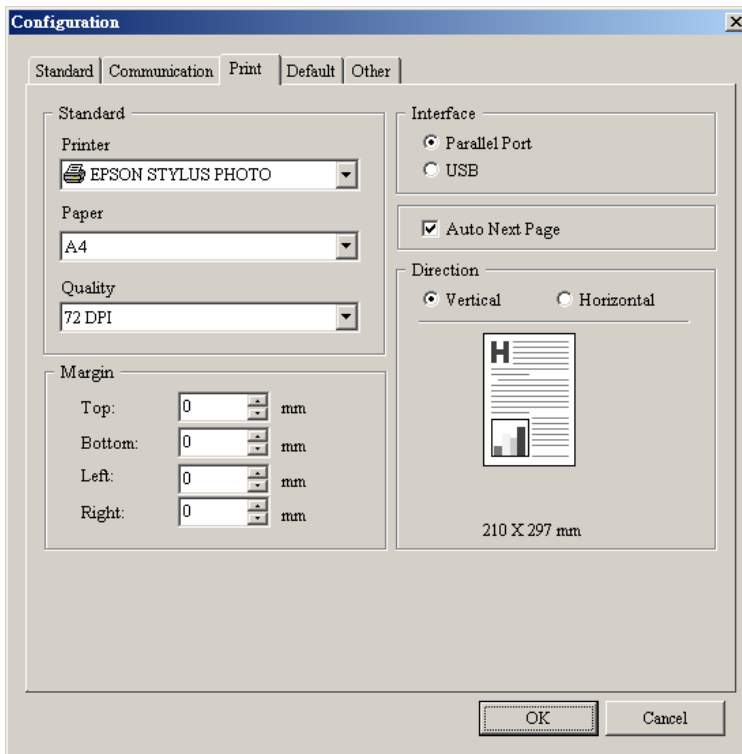 Configuration
Standard Communication Print Default Other
Standard
Printer
EPSON STYLUS PHOTO
Paper
A4
Quality
72 DPI
Margin
Top: 0 mm
Bottom: 0 mm
Left: 0 mm
Right: 0 mm
Interface
Parallel Port
USB
Auto Next Page
Direction
Vertical Horizontal
H
210 X 297 mm
OK Cancel